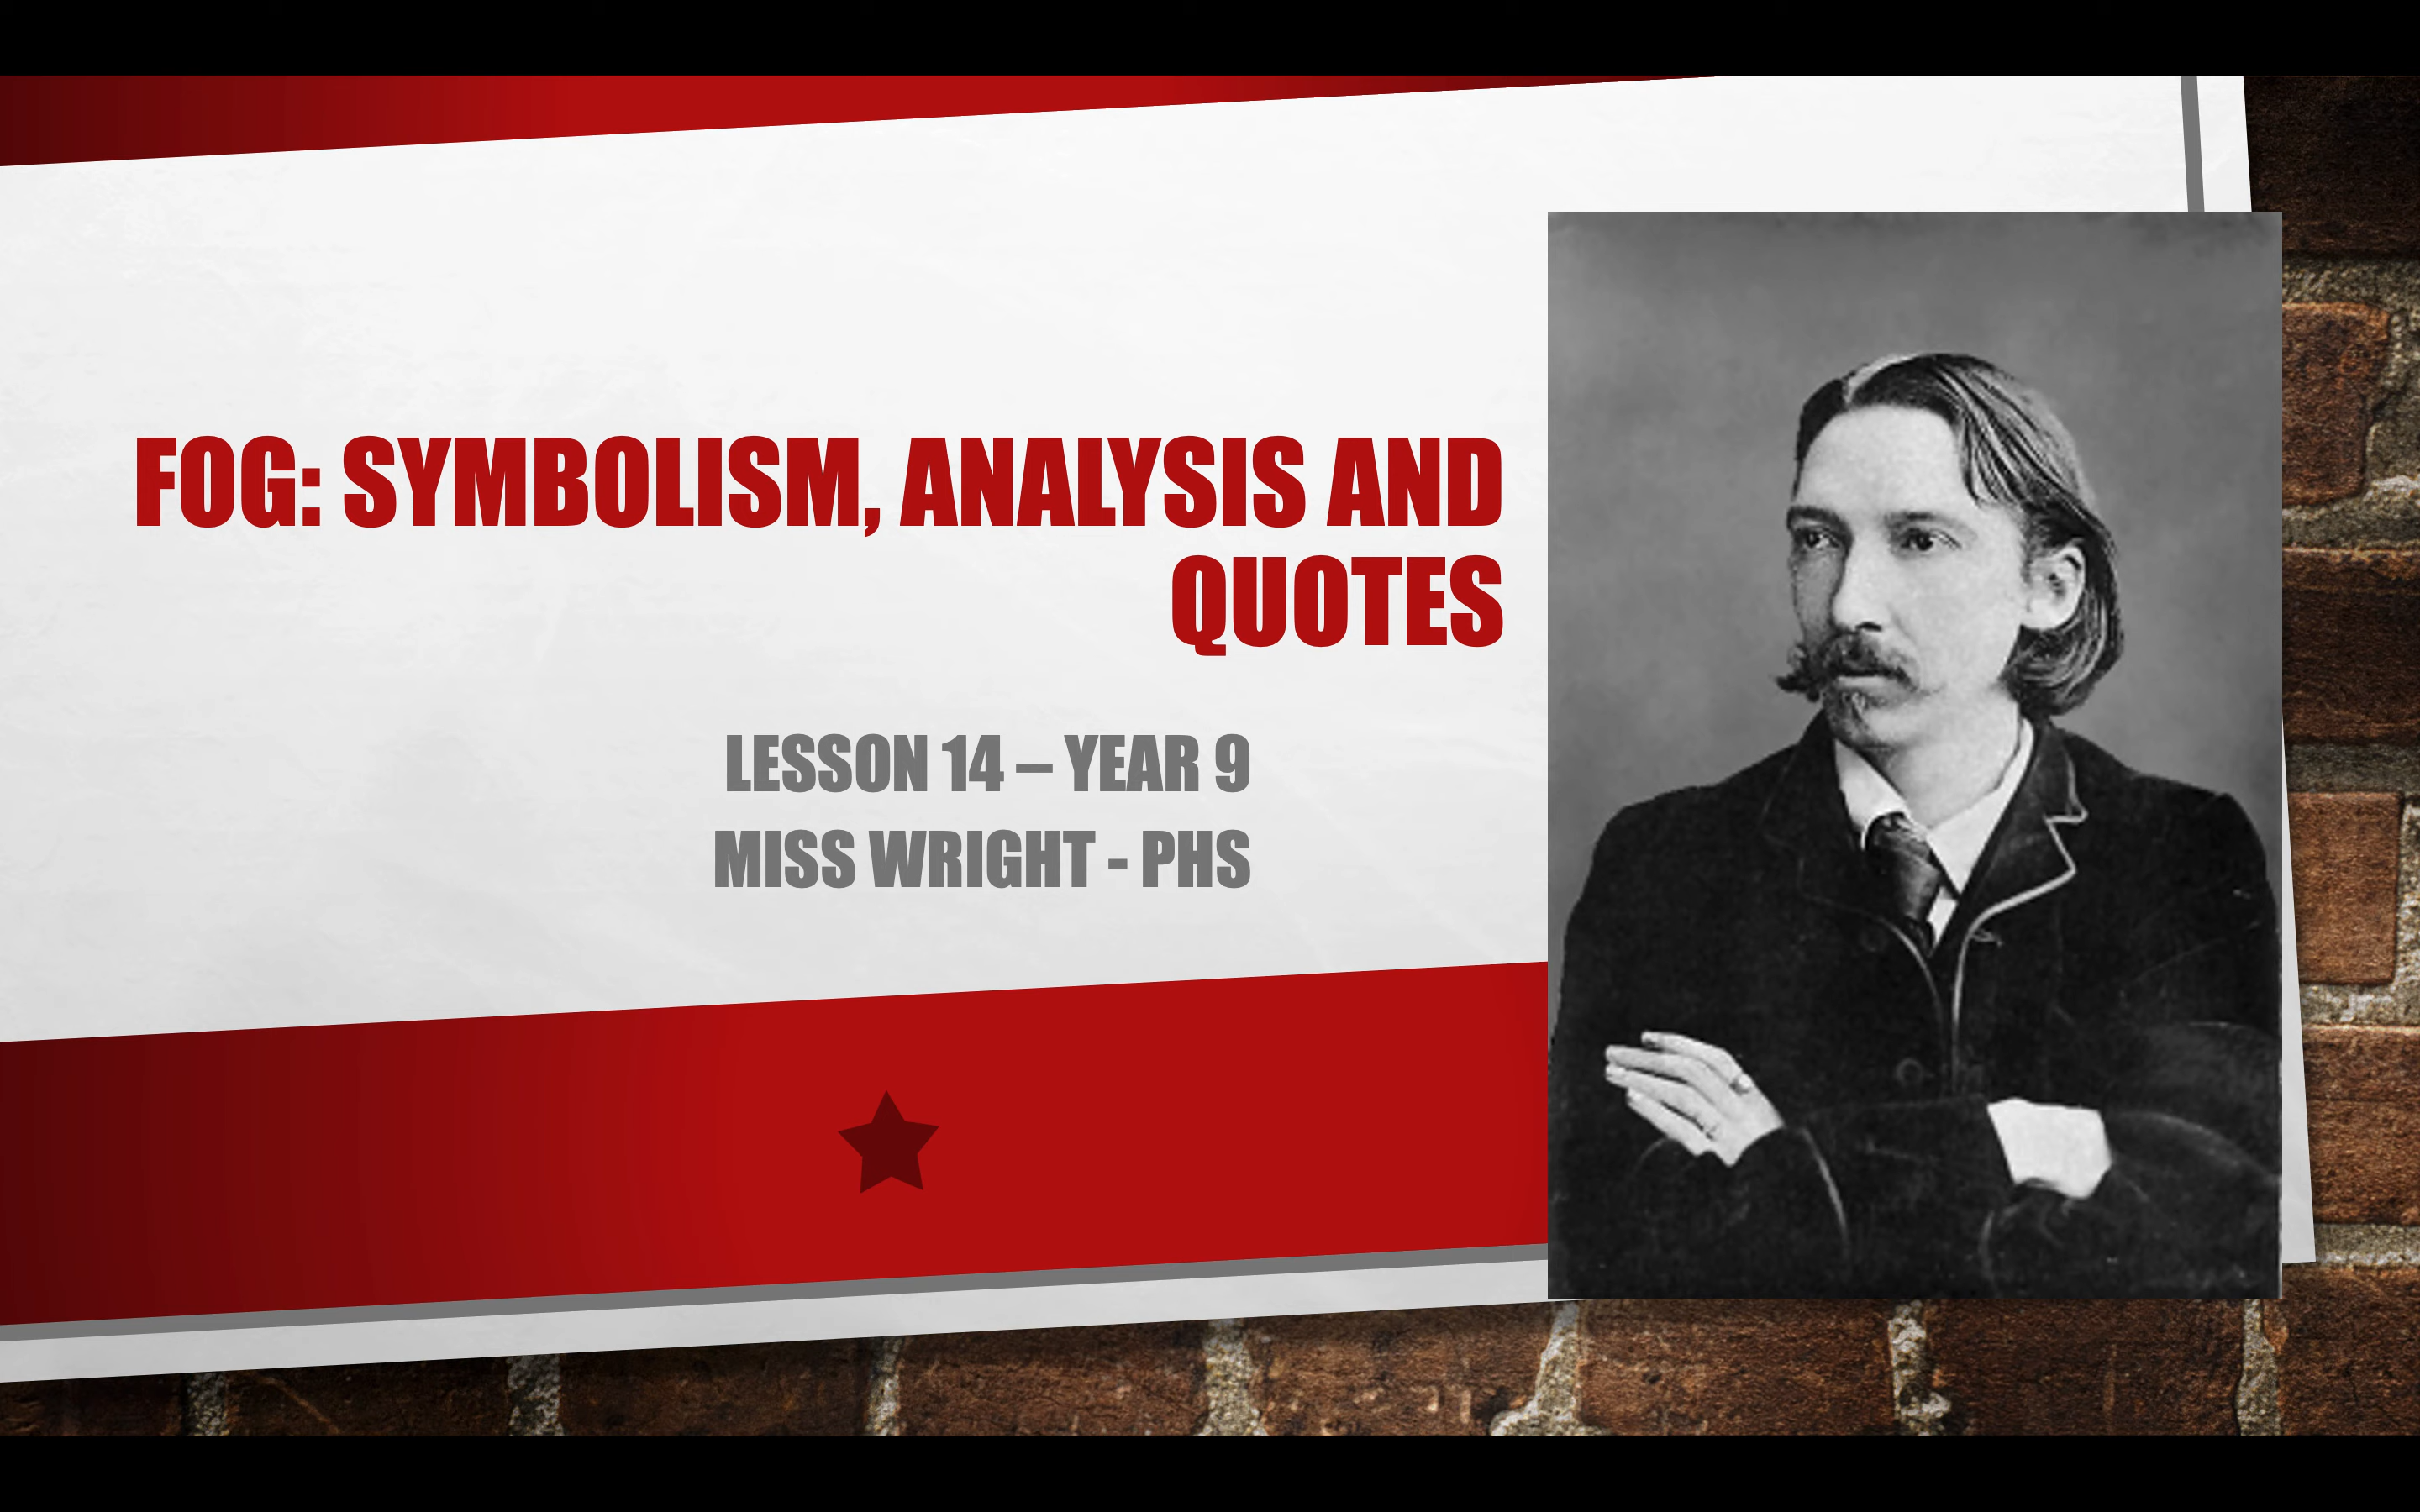 FOG: SYMBOLISM, ANALYSIS AND
QUOTES
LESSON 14 – YEAR 9
MISS WRIGHT - PHS